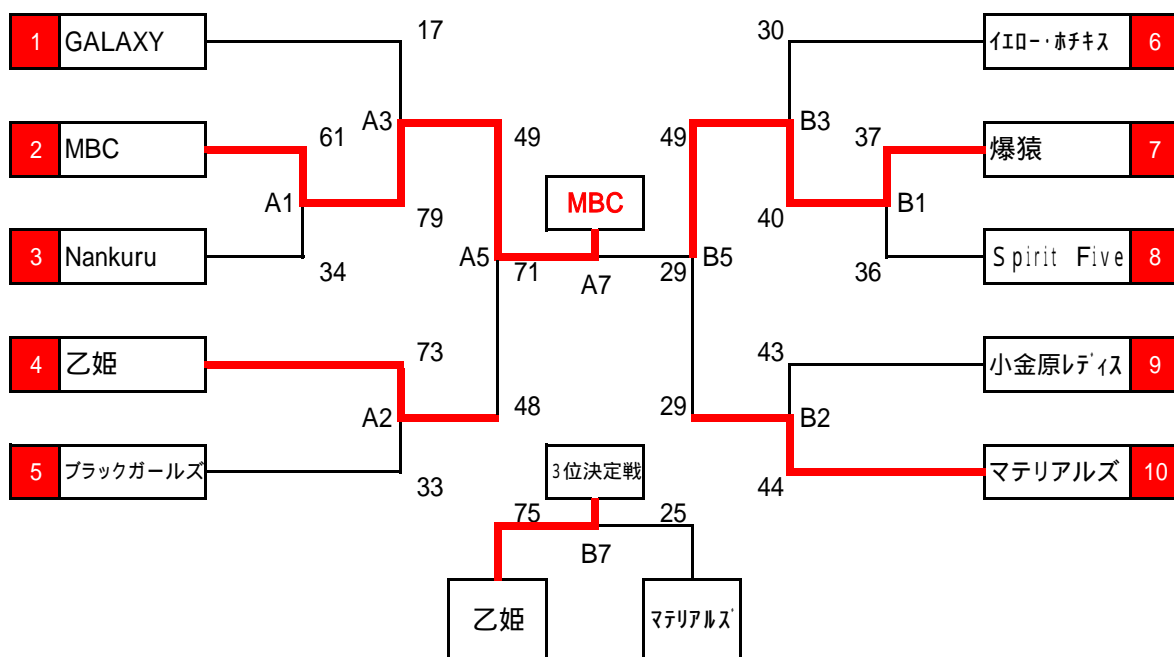 17
30
1 GALAXY
イエロー・ホチキス 6
A3
B3
61
49
49
37
2 MBC
爆猿 7
MBC
A1
79
40
B1
3 Nankuru
A5
B5
Spirit Five 8
34
71
A7
29
36
73
43
4 乙姫
小金原レディス 9
A2
48
29
B2
5 ブラックガールズ
3位決定戦
マテリアルズ 10
33
44
75
25
B7
乙姫
マテリアルズ